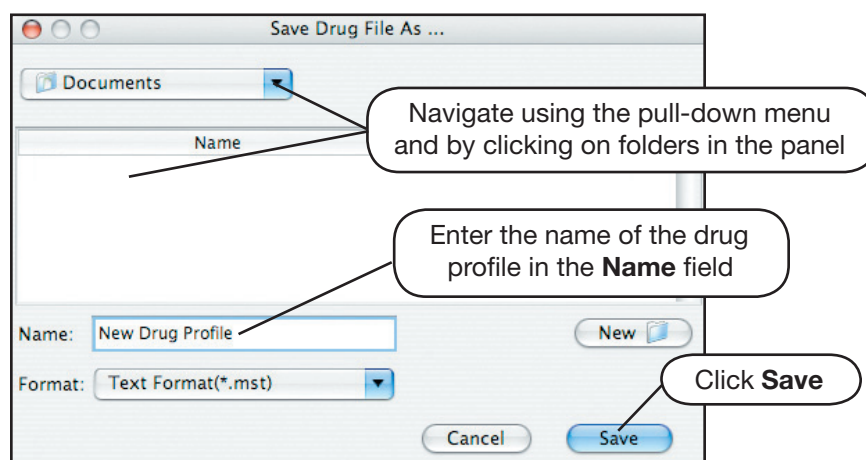 Save Drug File As ...
Documents
Navigate using the pull-down menu
and by clicking on folders in the panel
Name
Enter the name of the drug
profile in the Name field
Name: New Drug Profile
New
Format: Text Format(*.mst)
Click Save
Cancel Save